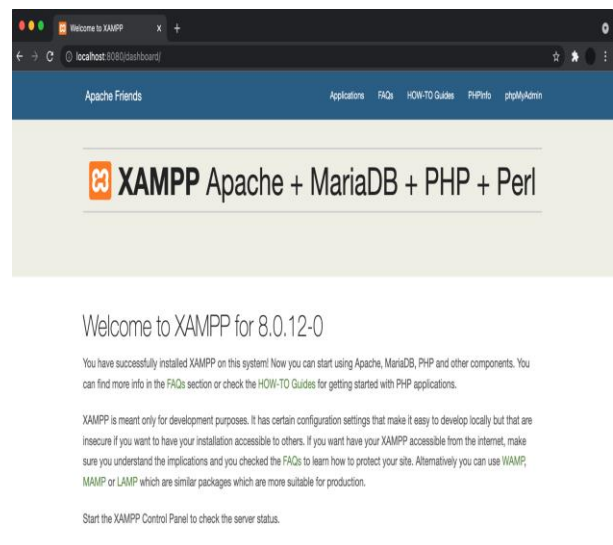 Welcome to XAMPP
localhost:8080/dashboard/
Apache Friends
Applications FAQs HOW-TO Guides PHPInfo phpMyAdmin
XAMPP Apache + MariaDB + PHP + Perl
Welcome to XAMPP for 8.0.12-0
You have successfully installed XAMPP on this system! Now you can start using Apache, MariaDB, PHP and other components. You
can find more info in the FAQs section or check the HOW-TO Guides for getting started with PHP applications.
XAMPP is meant only for development purposes. It has certain configuration settings that make it easy to develop locally but that are
insecure if you want to have your installation accessible to others. If you want have your XAMPP accessible from the internet, make
sure you understand the implications and you checked the FAQs to learn how to protect your site. Alternatively you can use WAMP,
MAMP or LAMP which are similar packages which are more suitable for production.
Start the XAMPP Control Panel to check the server status.